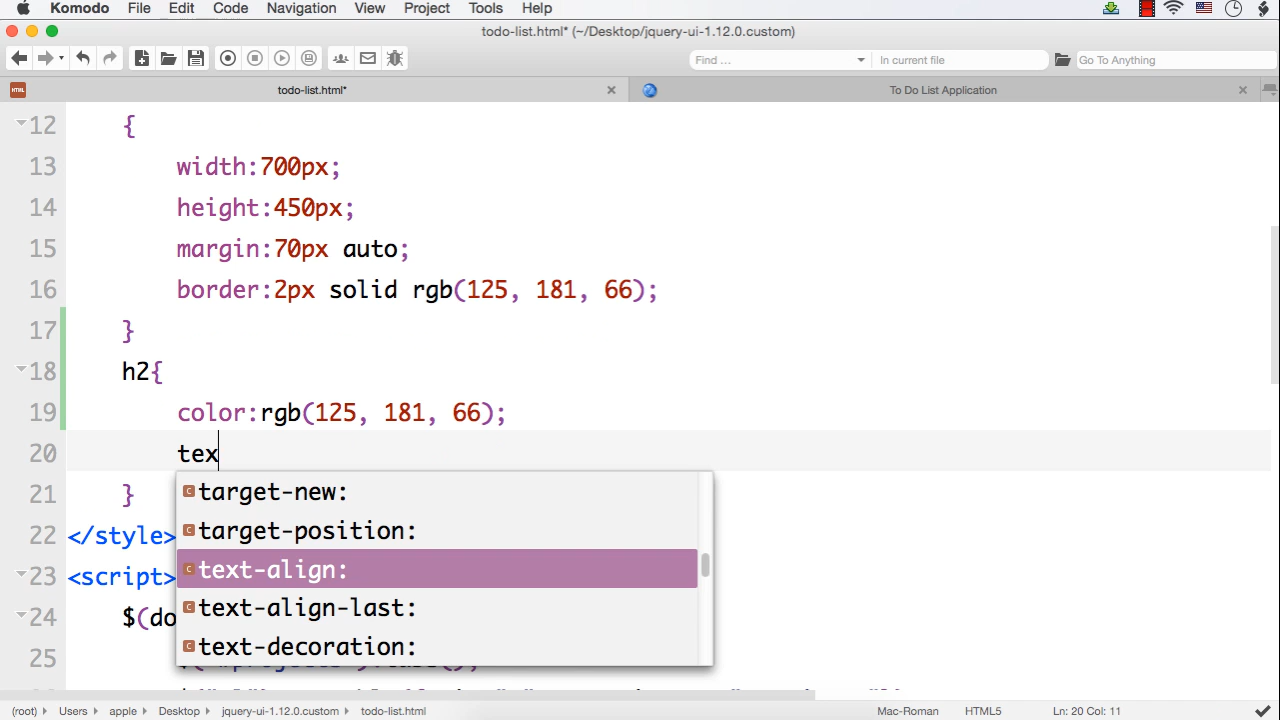 Komodo File Edit Code Navigation View Project Tools Help
todo-list.html* (~/Desktop/jquery-ui-1.12.0.custom)
Find ... In current file Go To Anything
HTML todo-list.html* To Do List Application
12 {
13 width:700px;
14 height:450px;
15 margin:70px auto;
16 border:2px solid rgb(125, 181, 66);
17 }
18 h2{
19 color:rgb(125, 181, 66);
20 tex
target-new:
target-position:
text-align:
text-align-last:
text-decoration:
21 }
22 </style>
23 <script>
24 $(do
25
(root) Users apple Desktop jquery-ui-1.12.0.custom todo-list.html Mac-Roman HTML5 Ln: 20 Col: 11